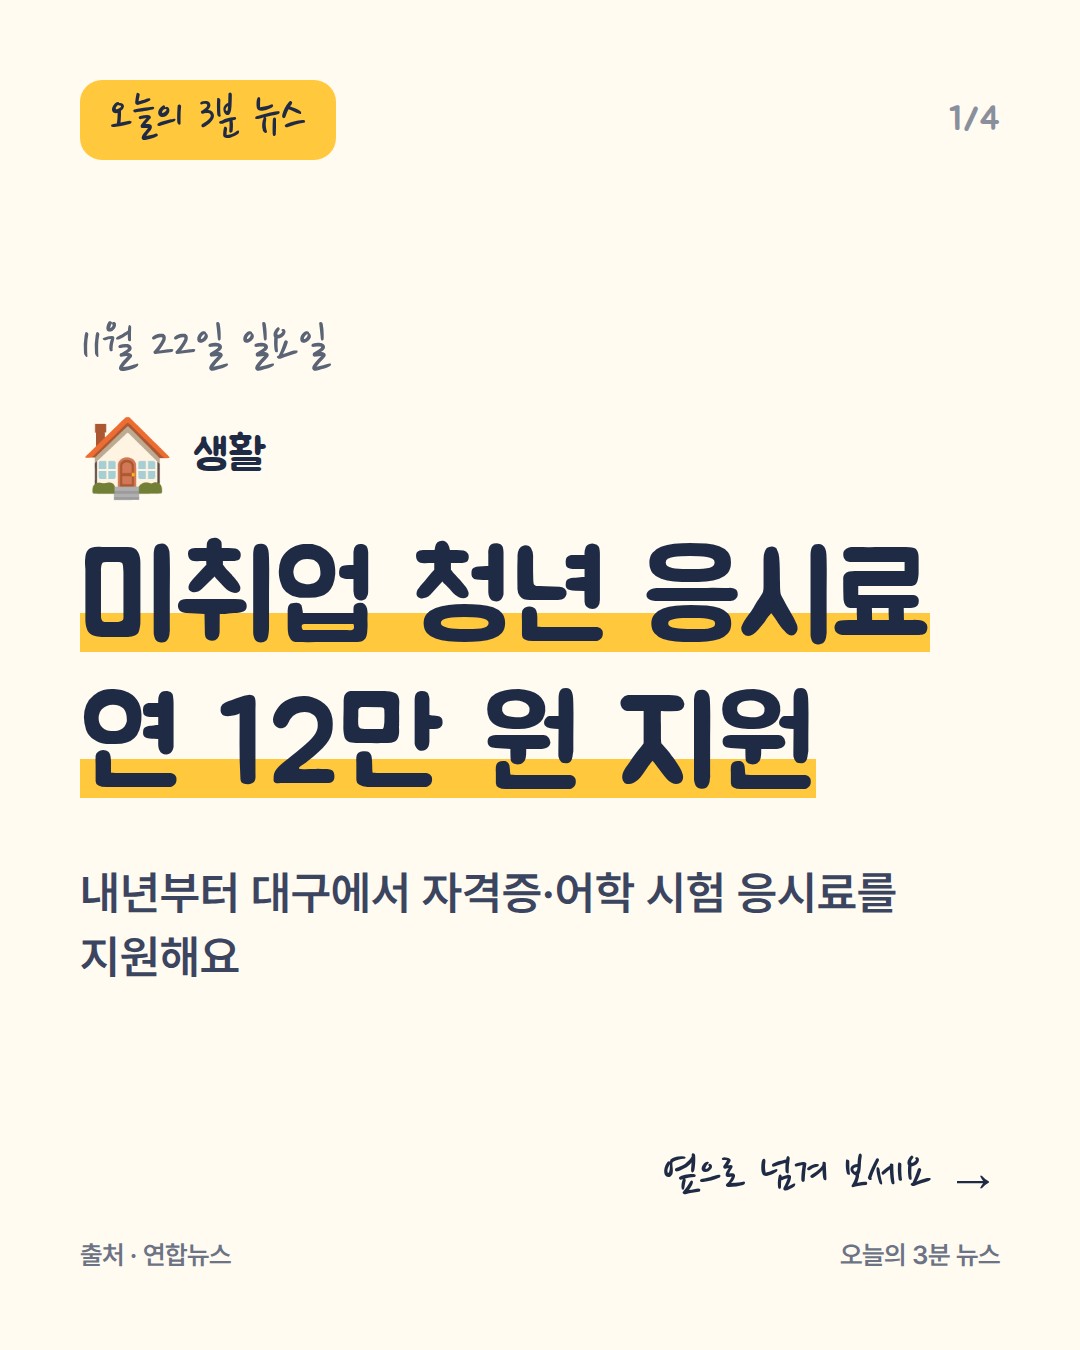 오늘의 3분 뉴스
1/4
11월 22일 일요일
생활
미취업 청년 응시료
연 12만 원 지원
내년부터 대구에서 자격증·어학 시험 응시료를
지원해요
옆으로 넘겨 보세요 →
출처 · 연합뉴스
오늘의 3분 뉴스